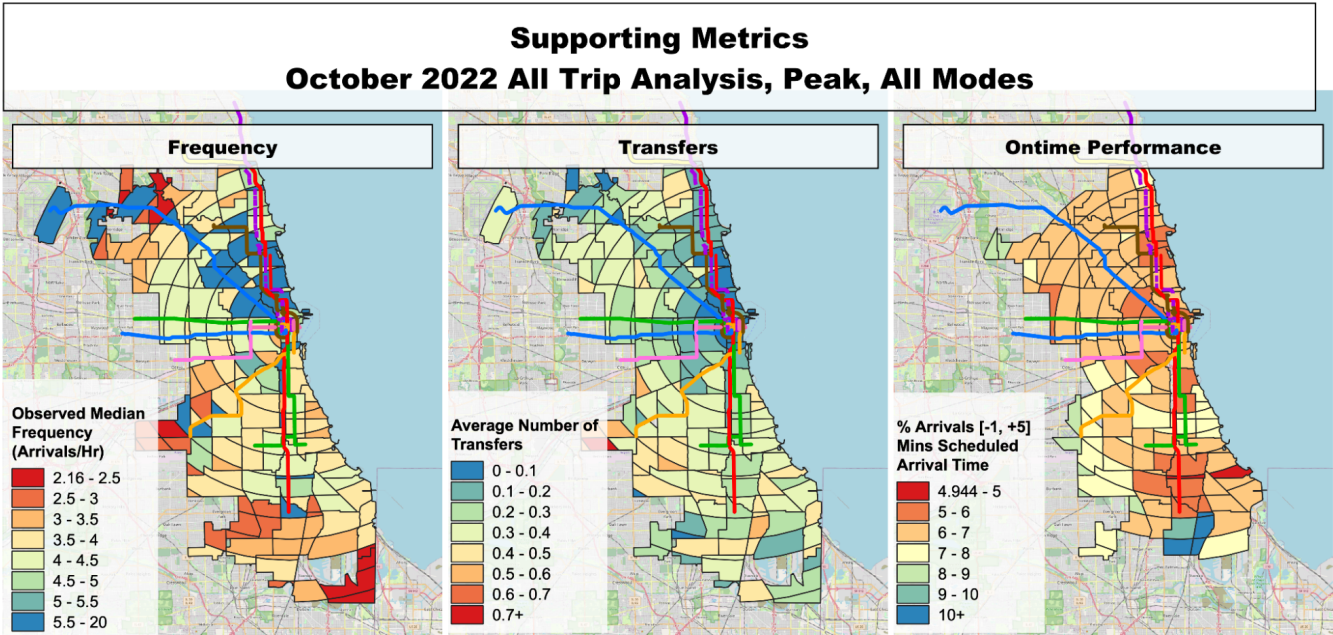 Supporting Metrics
October 2022 All Trip Analysis, Peak, All Modes
Frequency
Transfers
Ontime Performance
Observed Median
Frequency
(Arrivals/Hr)
2.16 - 2.5
2.5 - 3
3 - 3.5
3.5 - 4
4 - 4.5
4.5 - 5
5 - 5.5
5.5 - 20
Average Number of
Transfers
0 - 0.1
0.1 - 0.2
0.2 - 0.3
0.3 - 0.4
0.4 - 0.5
0.5 - 0.6
0.6 - 0.7
0.7+
% Arrivals [-1, +5]
Mins Scheduled
Arrival Time
4.944 - 5
5 - 6
6 - 7
7 - 8
8 - 9
9 - 10
10+